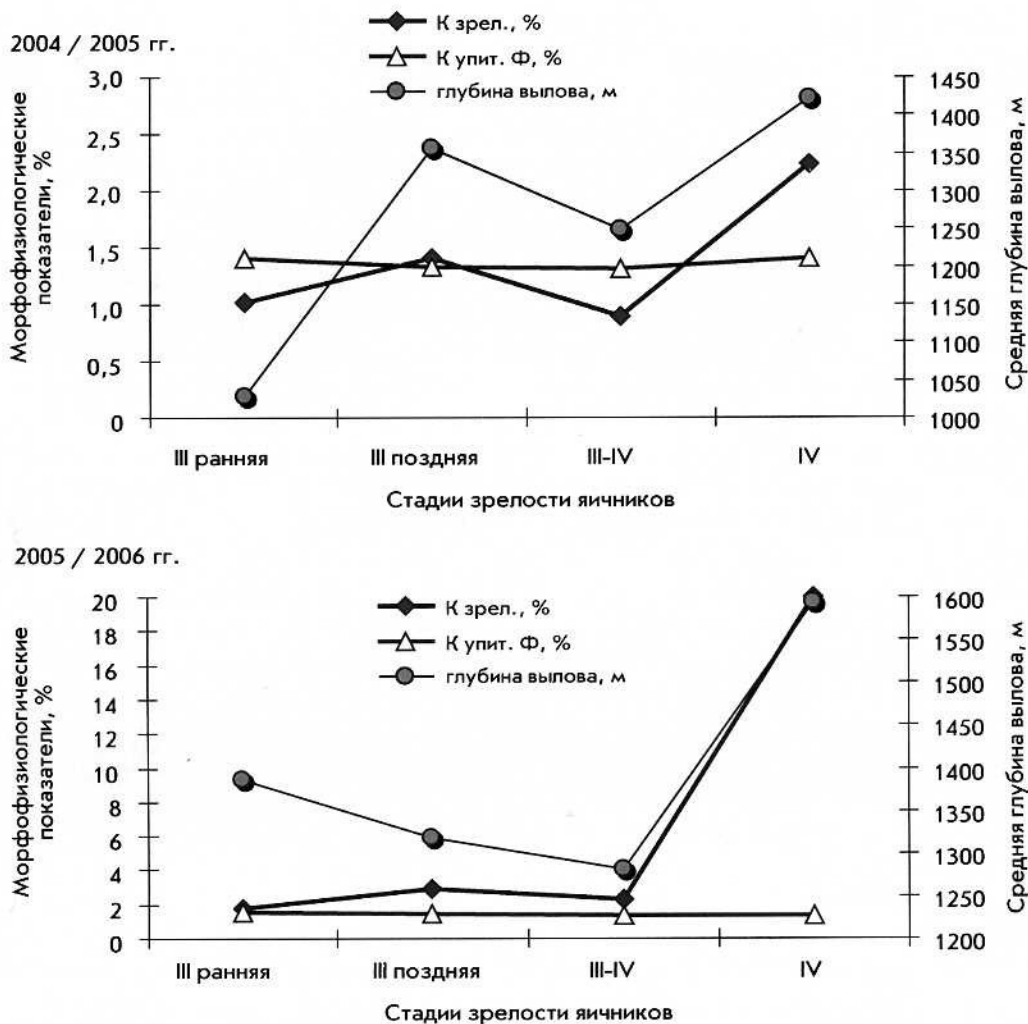 2004 / 2005 гг.
К зрел., %
К упит. Ф, %
глубина вылова, м
Морфофизиологические
показатели, %
3,0
2,5
2,0
1,5
1,0
0,5
0
1450
1400
1350
1300
1250
1200
1150
1100
1050
1000
Средняя глубина вылова, м
III ранняя
III поздняя
III-IV
IV
Стадии зрелости яичников
2005 / 2006 гг.
К зрел., %
К упит. Ф, %
глубина вылова, м
Морфофизиологические
показатели, %
20
18
16
14
12
10
8
6
4
2
0
1600
1550
1500
1450
1400
1350
1300
1250
1200
Средняя глубина вылова, м
III ранняя
III поздняя
III-IV
IV
Стадии зрелости яичников